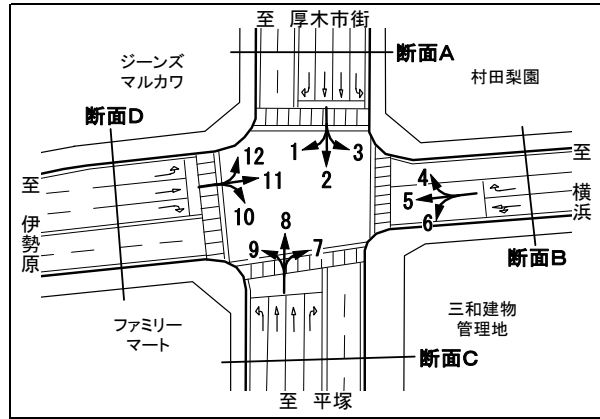 至 厚木市街
断面A
ジーンズ
マルカワ
村田梨園
断面D
断面B
至 伊勢原
至 横浜
1
2
3
4
5
6
12
11
10
9
8
7
ファミリー
マート
三和建物
管理地
断面C
至 平塚